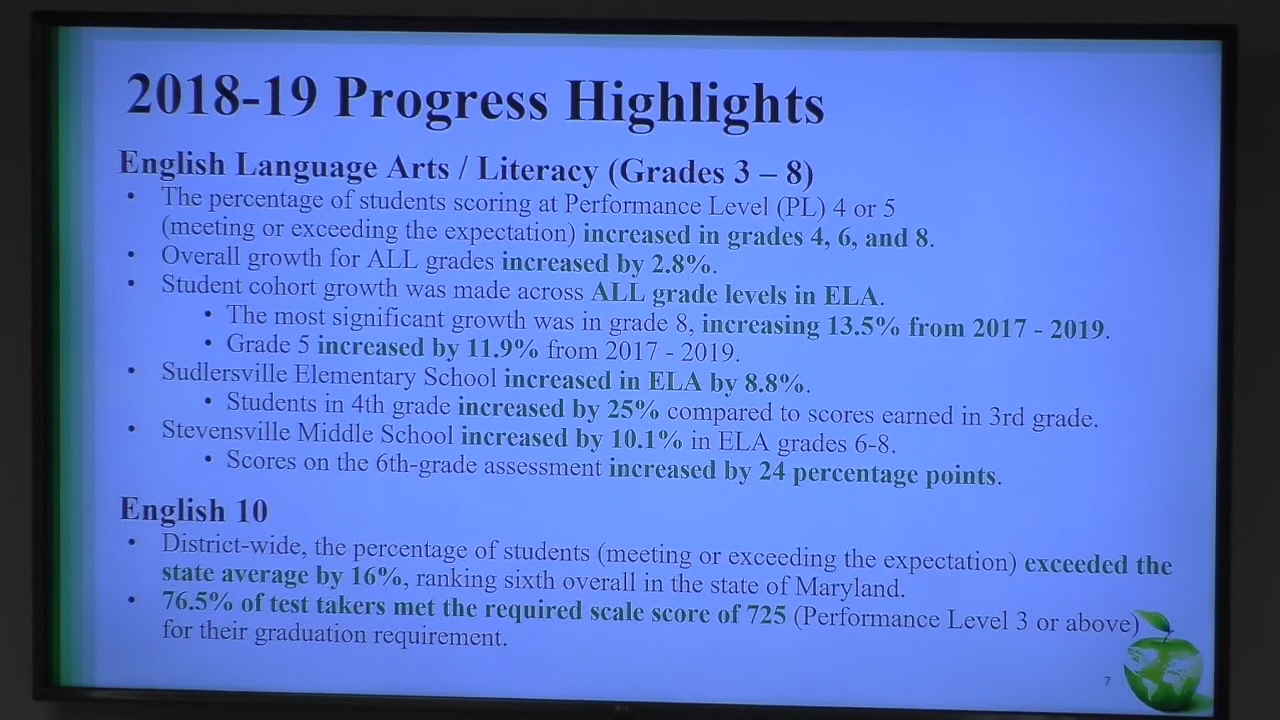 2018-19 Progress Highlights
English Language Arts / Literacy (Grades 3 – 8)
• The percentage of students scoring at Performance Level (PL) 4 or 5
(meeting or exceeding the expectation) increased in grades 4, 6, and 8.
• Overall growth for ALL grades increased by 2.8%.
• Student cohort growth was made across ALL grade levels in ELA.
• The most significant growth was in grade 8, increasing 13.5% from 2017 - 2019.
• Grade 5 increased by 11.9% from 2017 - 2019.
• Sudlersville Elementary School increased in ELA by 8.8%.
• Students in 4th grade increased by 25% compared to scores earned in 3rd grade.
• Stevensville Middle School increased by 10.1% in ELA grades 6-8.
• Scores on the 6th-grade assessment increased by 24 percentage points.
English 10
• District-wide, the percentage of students (meeting or exceeding the expectation) exceeded the
state average by 16%, ranking sixth overall in the state of Maryland.
• 76.5% of test takers met the required scale score of 725 (Performance Level 3 or above)
for their graduation requirement.
7
LG